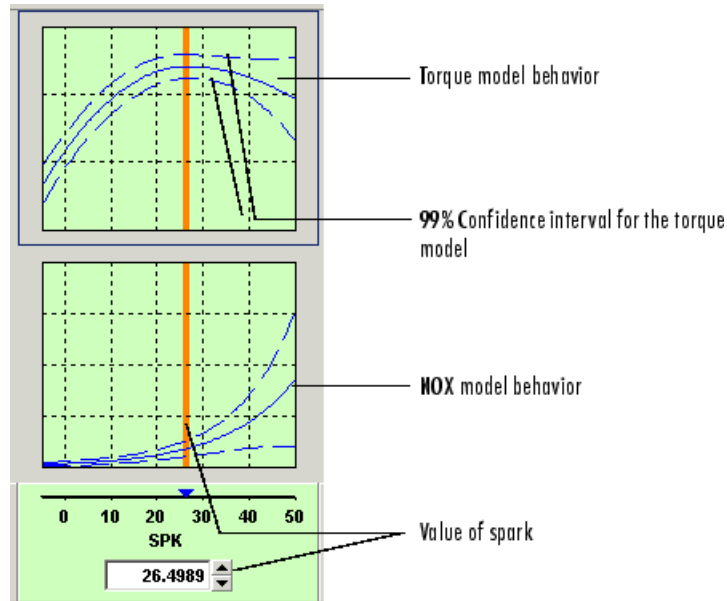 Torque model behavior
99% Confidence interval for the torque
model
NOX model behavior
0 10 20 30 40 50
SPK
Value of spark
26.4989